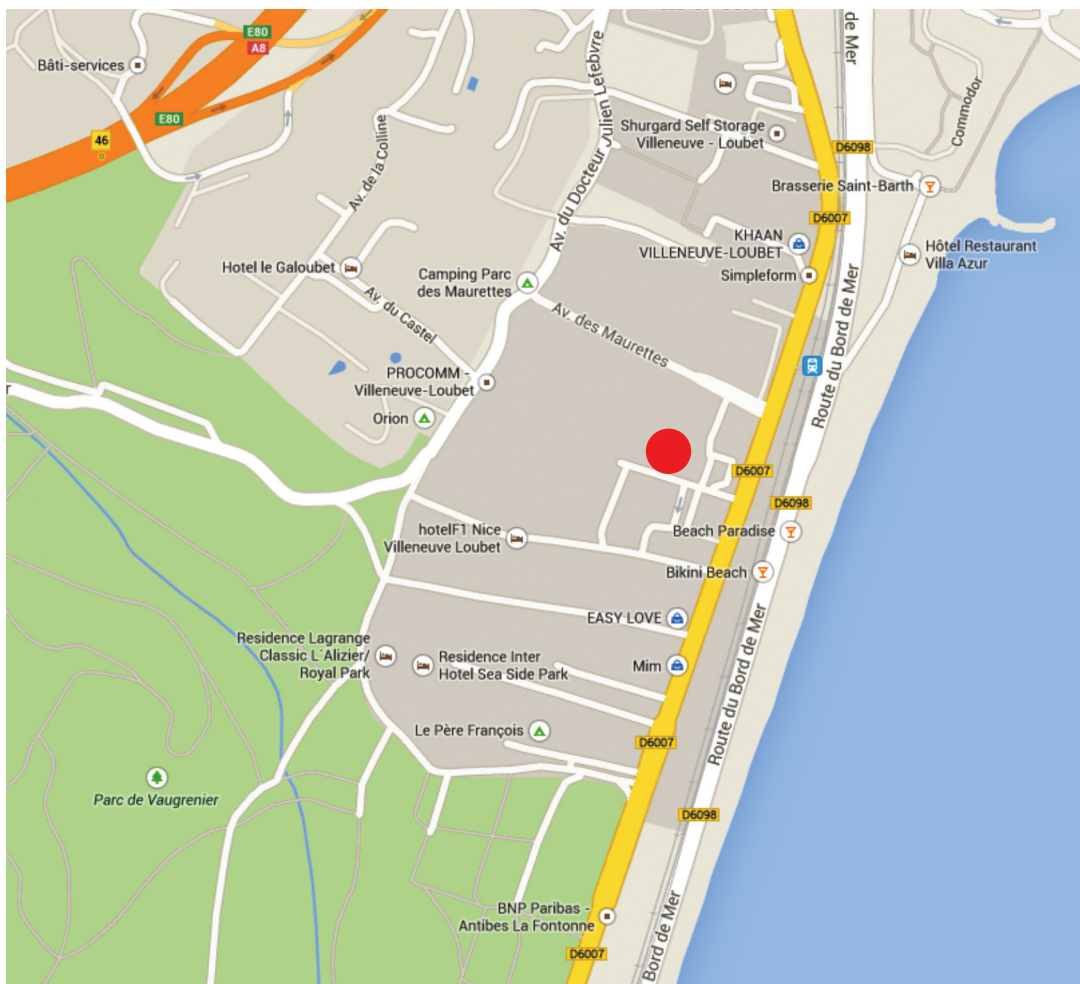 E80
A8
Bâti-services
E80
46
Av. de la Colline
Av. du Docteur Julien Lefebvre
Shurgard Self Storage
Villeneuve - Loubet
de Mer
Commodor
D6098
Brasserie Saint-Barth
D6007
KHAAN
VILLENEUVE-LOUBET
Simpleform
Hôtel Restaurant
Villa Azur
Hotel le Galoubet
Camping Parc
des Maurettes
Av. du Castel
Av. des Maurettes
Route du Bord de Mer
PROCOMM -
Villeneuve-Loubet
r
Orion
D6007
D6098
hotelF1 Nice
Villeneuve Loubet
Beach Paradise
Bikini Beach
EASY LOVE
Residence Lagrange
Classic L´Alizier/
Royal Park
Residence Inter
Hotel Sea Side Park
Mim
Route du Bord de Mer
Le Père François
D6007
Parc de Vaugrenier
D6098
BNP Paribas -
Antibes La Fontonne
D6007
Bord de Mer